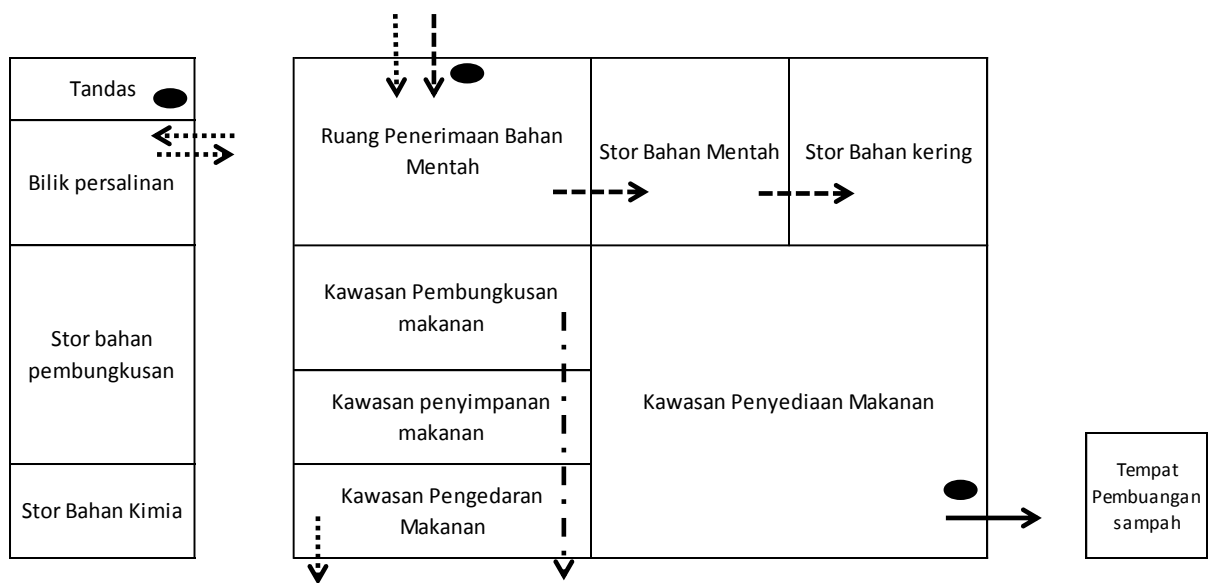 Tandas
Bilik persalinan
Stor bahan
pembungkusan
Stor Bahan Kimia
Ruang Penerimaan Bahan
Mentah
Stor Bahan Mentah
Stor Bahan kering
Kawasan Pembungkusan
makanan
Kawasan penyimpanan
makanan
Kawasan Pengedaran
Makanan
Kawasan Penyediaan Makanan
Tempat
Pembuangan
sampah